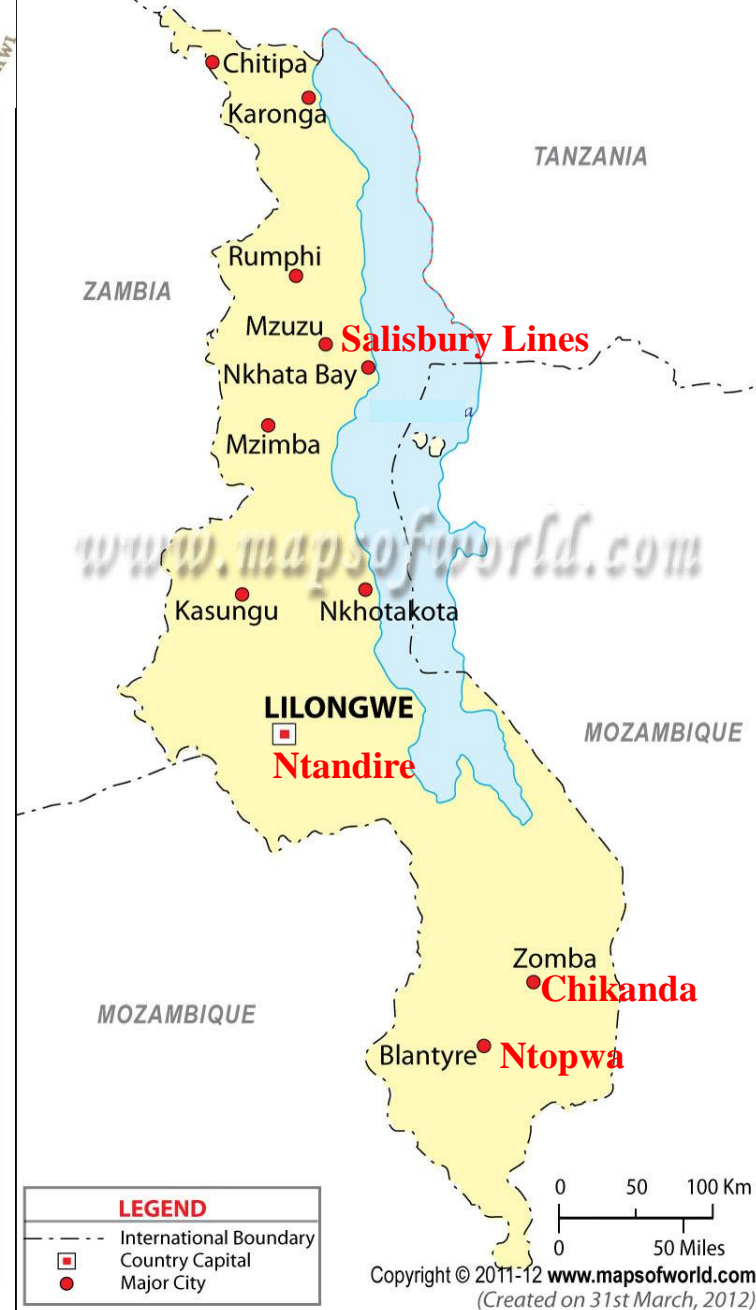 Chitipa
Karonga
TANZANIA
Rumphi
ZAMBIA
Mzuzu
Salisbury Lines
Nkhata Bay
a
Mzimba
www.mapsofworld.com
Kasungu
Nkhotakota
LILONGWE
MOZAMBIQUE
Ntandire
Zomba
Chikanda
MOZAMBIQUE
Blantyre
Ntopwa
0 50 100 Km
0 50 Miles
LEGEND
International Boundary
Country Capital
Major City
Copyright © 2011-12 www.mapsofworld.com
(Created on 31st March, 2012)